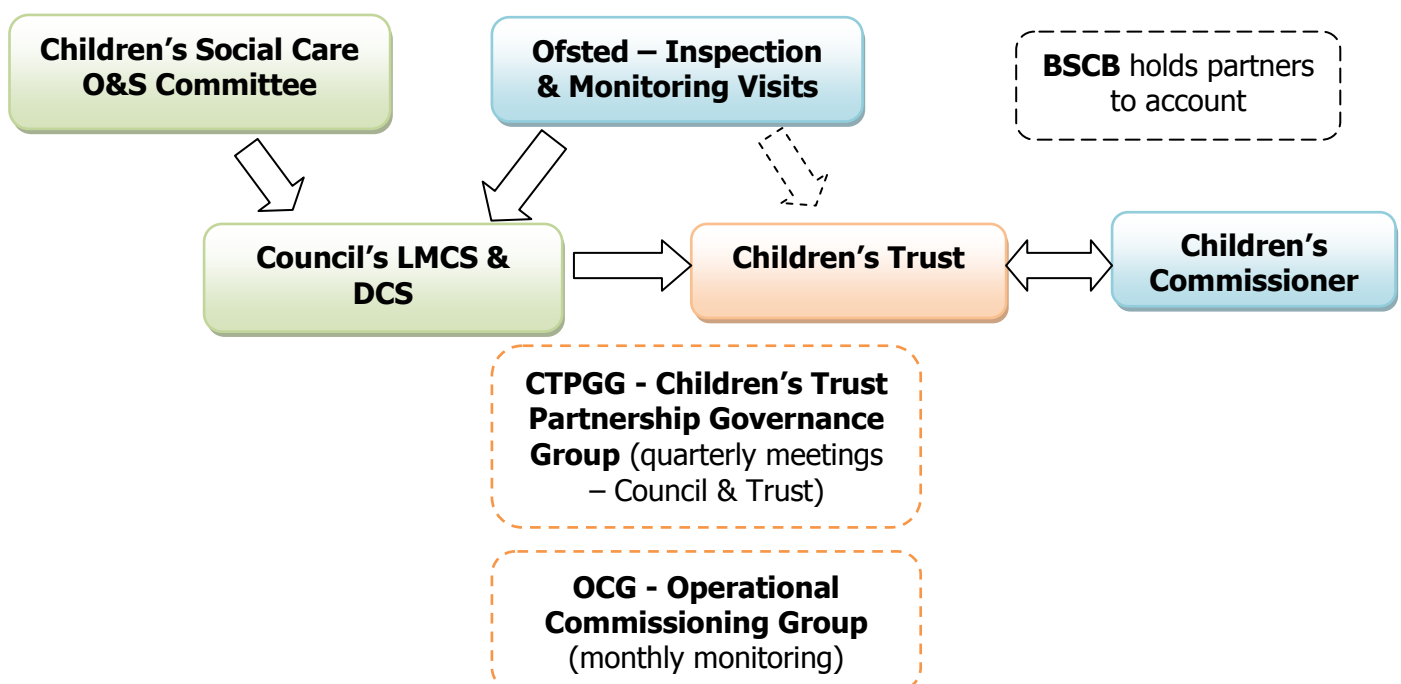 Children’s Social Care
O&S Committee
Ofsted – Inspection
& Monitoring Visits
BSCB holds partners
to account
Council’s LMCS &
DCS
Children’s Trust
Children’s
Commissioner
CTPGG - Children’s Trust
Partnership Governance
Group (quarterly meetings
– Council & Trust)
OCG - Operational
Commissioning Group
(monthly monitoring)